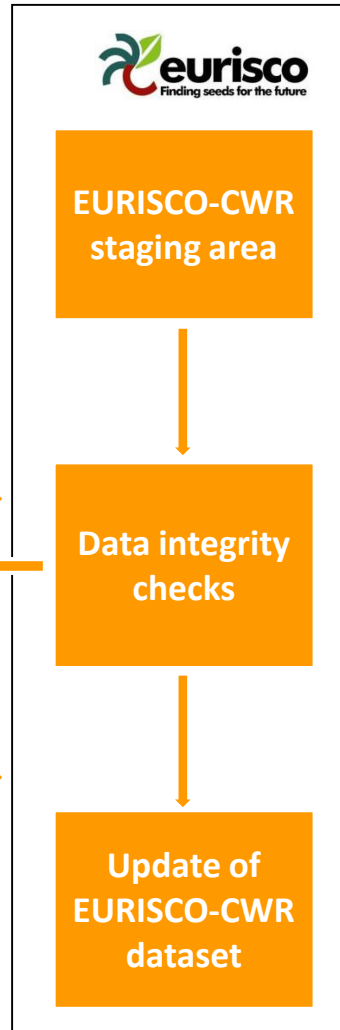 eurisco
Finding seeds for the future
EURISCO-CWR
staging area
Data integrity
checks
Update of
EURISCO-CWR
dataset